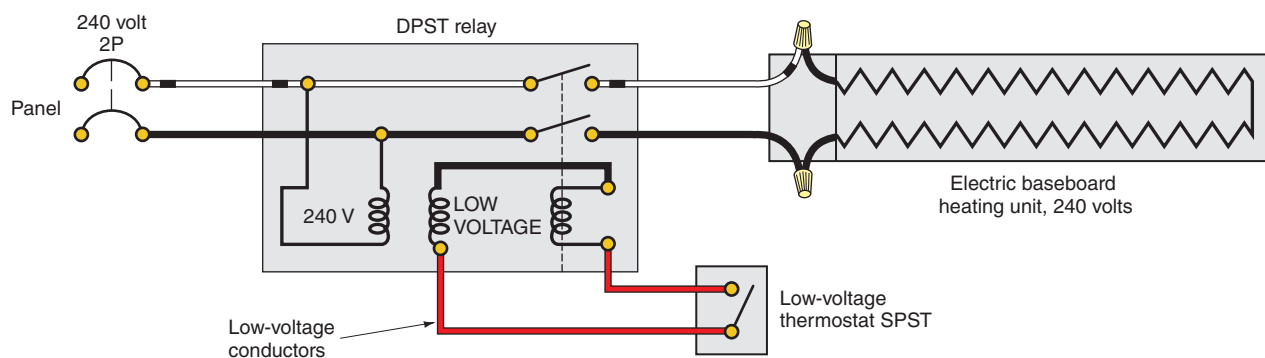 240 volt
2P
DPST relay
Panel
240 V
LOW
VOLTAGE
Electric baseboard
heating unit, 240 volts
Low-voltage
thermostat SPST
Low-voltage
conductors